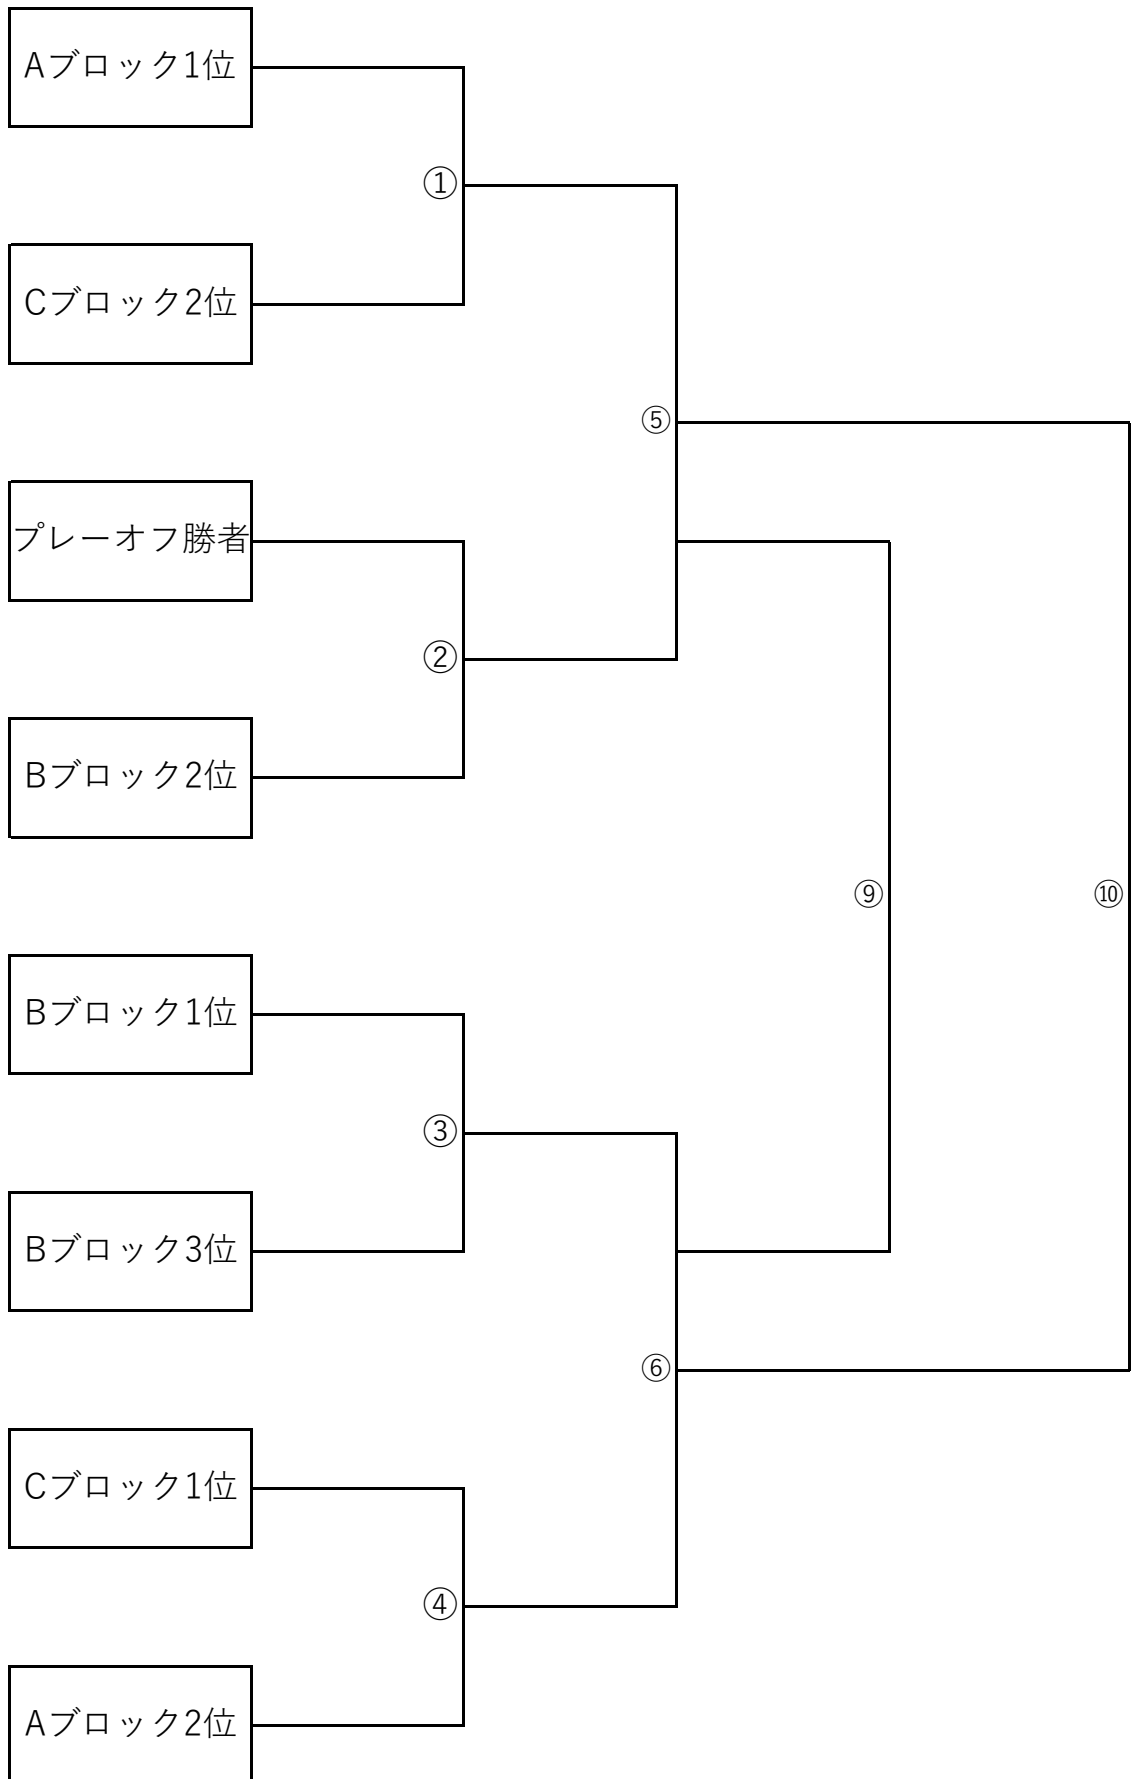 Aブロック1位
①
Cブロック2位
⑤
プレーオフ勝者
②
Bブロック2位
⑨
⑩
Bブロック1位
③
Bブロック3位
⑥
Cブロック1位
④
Aブロック2位